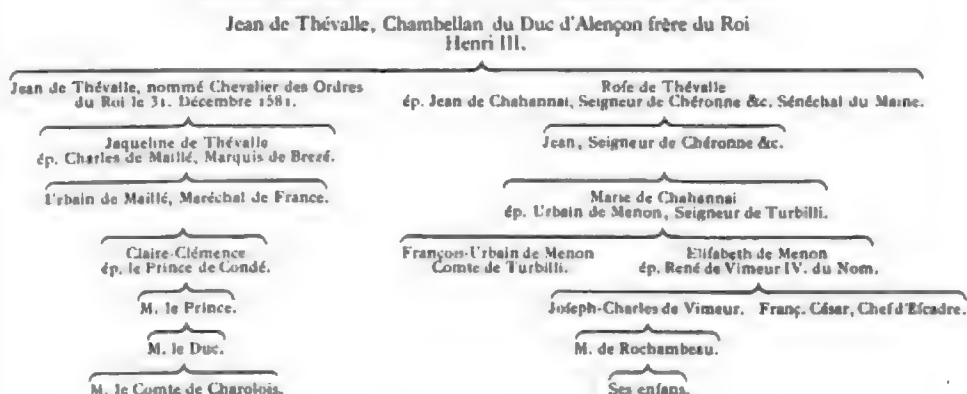 Jean de Thévalle, Chambellan du Duc d'Alençon frère du Roi
Henri III.
Jean de Thévalle, nommé Chevalier des Ordres
du Roi le 31. Décembre 1581.
Rose de Thévalle
ép. Jean de Chahannai, Seigneur de Chéronne &c. Sénéchal du Maine.
Jaqueline de Thévalle
ép. Charles de Maillé, Marquis de Brezé.
Jean, Seigneur de Chéronne &c.
Urbain de Maillé, Maréchal de France.
Marie de Chahannai
ép. Urbain de Menon, Seigneur de Turbilli.
Claire-Clémence
ép. le Prince de Condé.
François-Urbain de Menon
Comte de Turbilli.
Elisabeth de Menon
ép. René de Vimeur IV. du Nom.
M. le Prince.
Joseph-Charles de Vimeur. Franç. César, Chef d'Escadre.
M. le Duc.
M. de Rochambeau.
M. le Comte de Charolois.
Ses enfans.